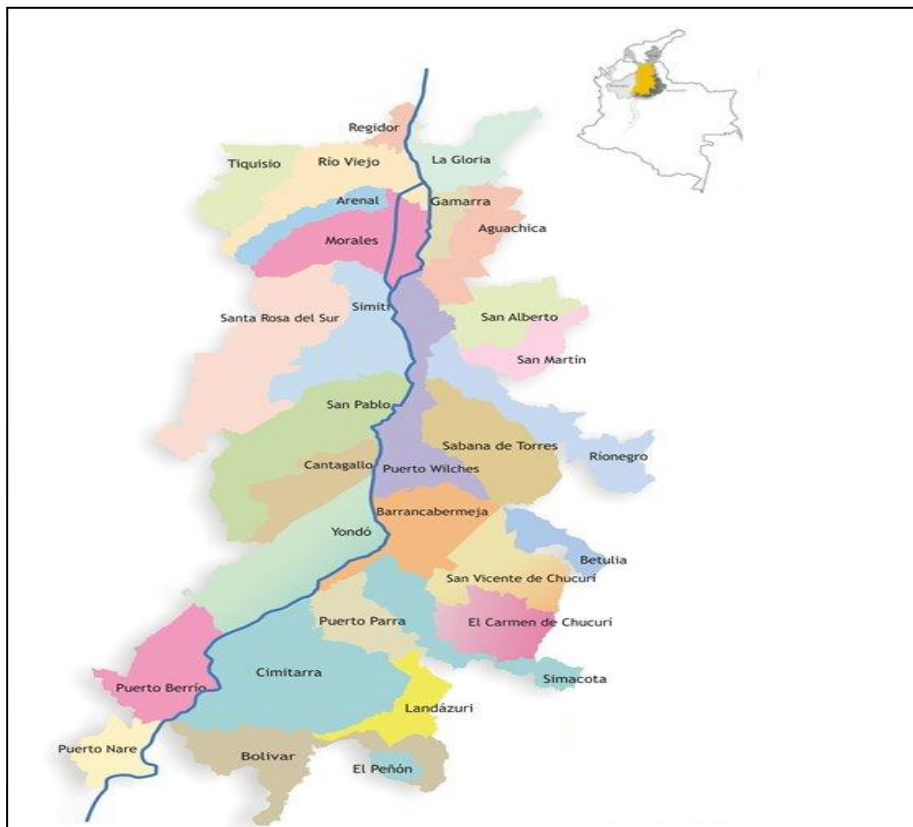 Regidor
Tiquisio
Río Viejo
La Gloria
Arenal
Gamarra
Morales
Aguachica
Simití
Santa Rosa del Sur
San Alberto
San Martín
San Pablo
Sabana de Torres
Ríonegro
Cantagallo
Puerto Wilches
Barrancabermeja
Yondó
Betulia
San Vicente de Chucurí
Puerto Parra
El Carmen de Chucurí
Cimitarra
Simacota
Puerto Berrío
Landázuri
Puerto Nare
Bolivar
El Peñón